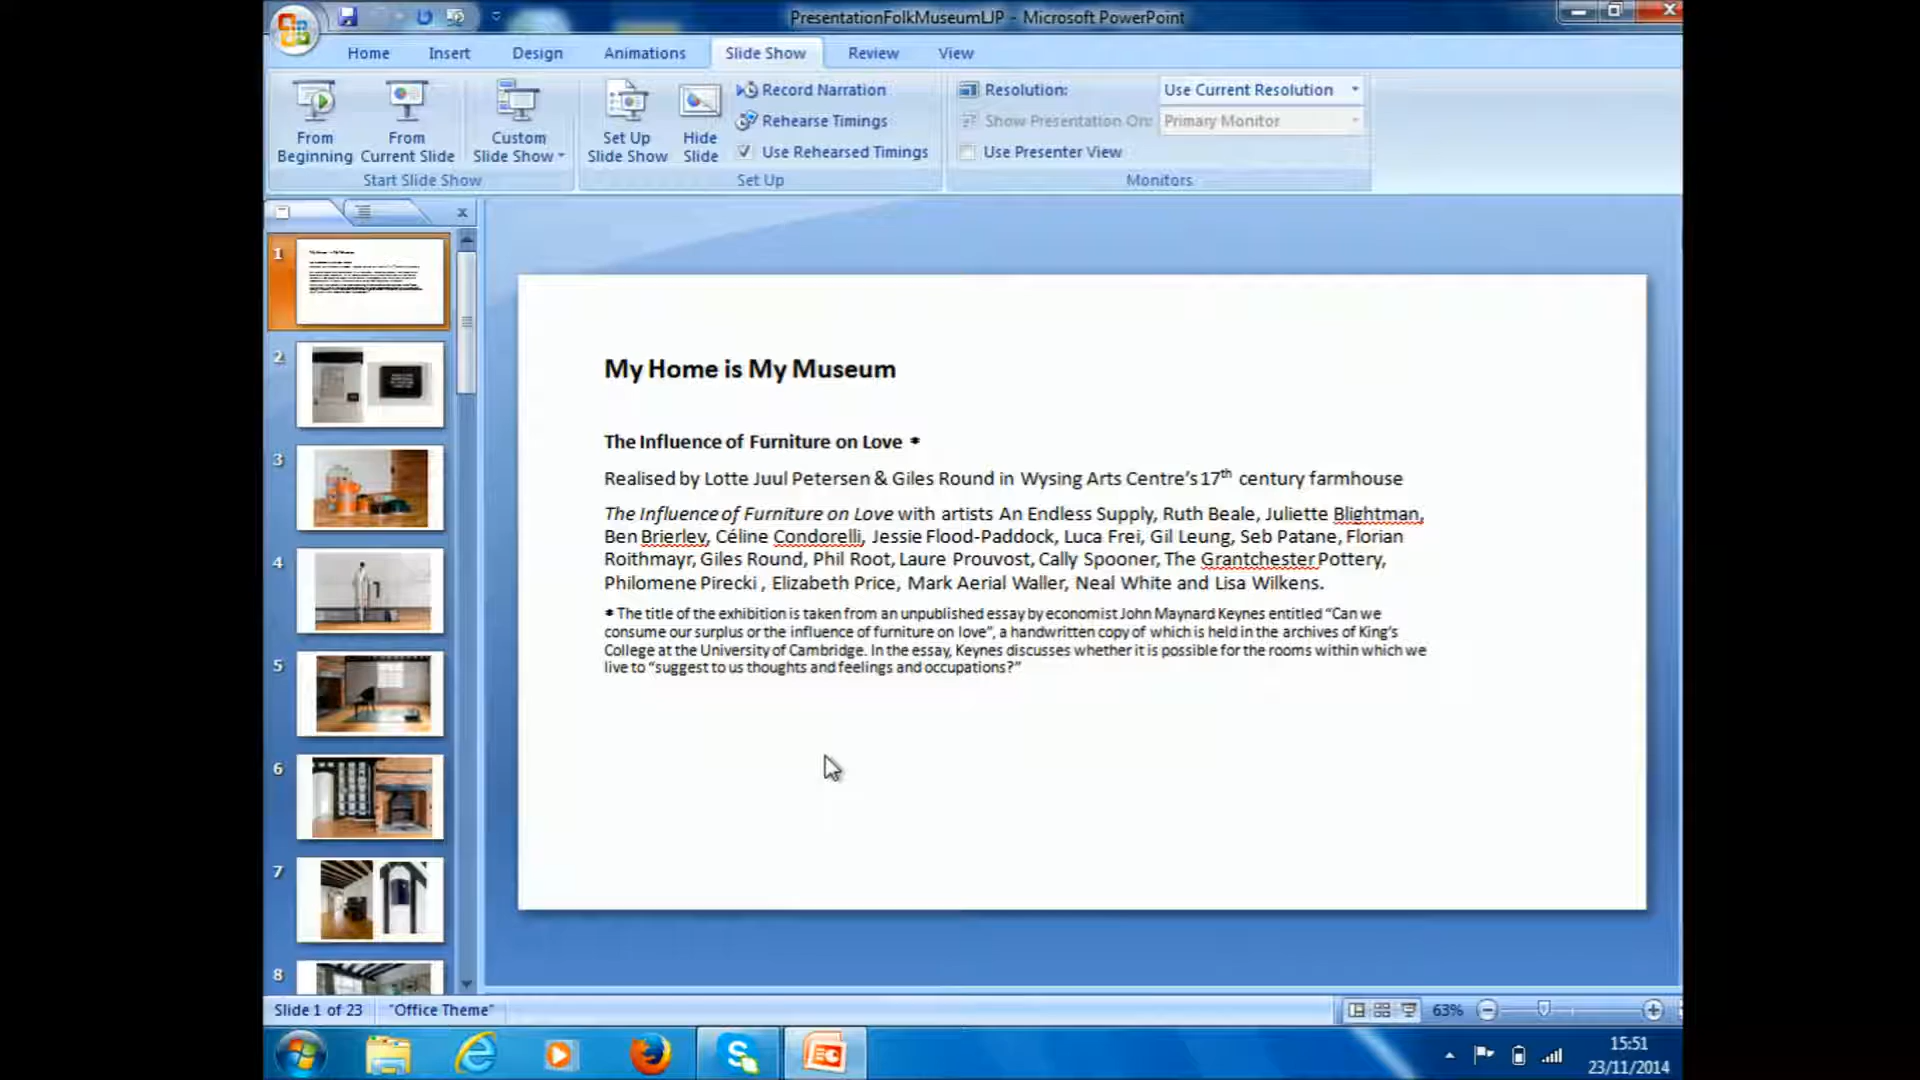 PresentationFolkMuseumLJP - Microsoft PowerPoint
Home Insert Design Animations Slide Show Review View
From Beginning
From Current Slide
Custom Slide Show
Set Up Slide Show
Hide Slide
Record Narration
Rehearse Timings
Use Rehearsed Timings
Resolution: Use Current Resolution
Show Presentation On: Primary Monitor
Use Presenter View
Start Slide Show Set Up Monitors
1
2
3
4
5
6
7
8
My Home is My Museum
The Influence of Furniture on Love *
Realised by Lotte Juul Petersen & Giles Round in Wysing Arts Centre's 17th century farmhouse
The Influence of Furniture on Love with artists An Endless Supply, Ruth Beale, Juliette Blightman,
Ben Brierley, Céline Condorelli, Jessie Flood-Paddock, Luca Frei, Gil Leung, Seb Patane, Florian
Roithmayr, Giles Round, Phil Root, Laure Prouvost, Cally Spooner, The Grantchester Pottery,
Philomene Pirecki , Elizabeth Price, Mark Aerial Waller, Neal White and Lisa Wilkens.
* The title of the exhibition is taken from an unpublished essay by economist John Maynard Keynes entitled “Can we
consume our surplus or the influence of furniture on love”, a handwritten copy of which is held in the archives of King's
College at the University of Cambridge. In the essay, Keynes discusses whether it is possible for the rooms within which we
live to “suggest to us thoughts and feelings and occupations?”
Slide 1 of 23 "Office Theme" 63%
15:51
23/11/2014